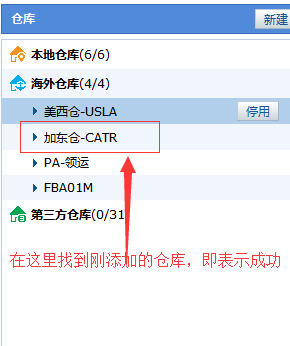 仓库 新建
本地仓库(6/6)
海外仓库(4/4)
美西仓-USLA 停用
加东仓-CATR
PA-领运
FBA01M
第三方仓库(0/31
在这里找到刚添加的仓库，即表示成功